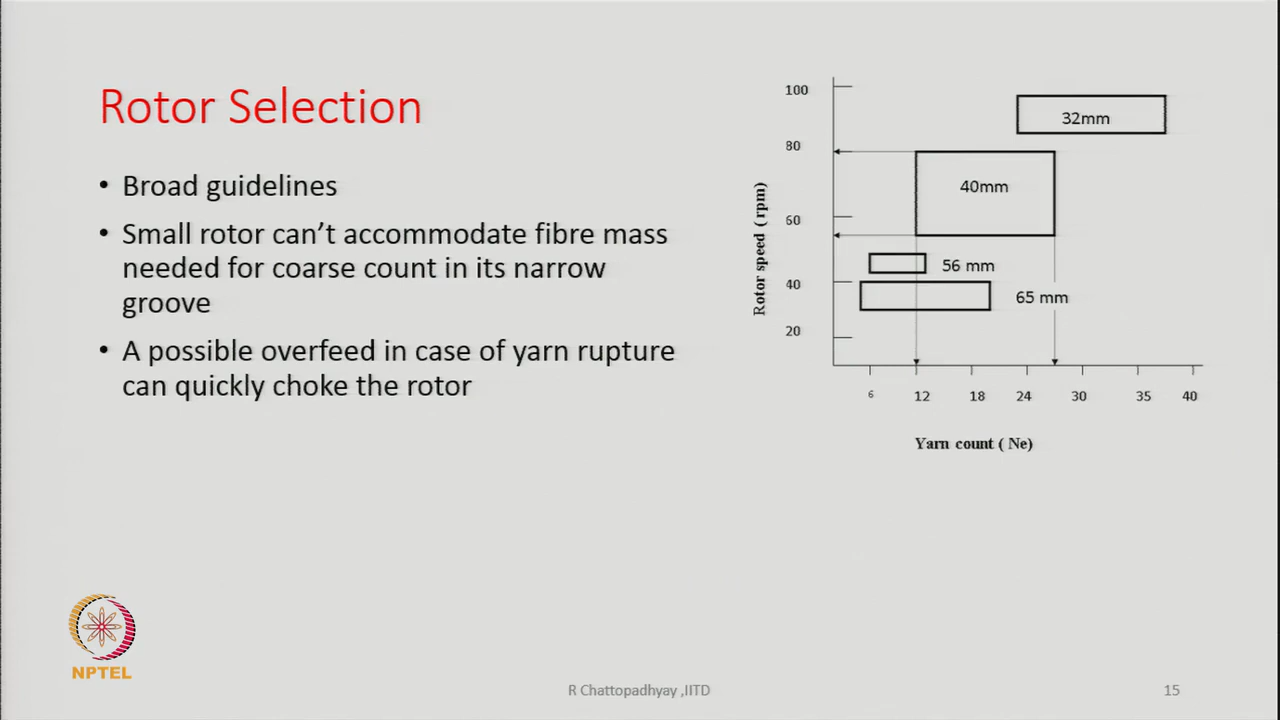 Rotor Selection
• Broad guidelines
• Small rotor can't accommodate fibre mass
needed for coarse count in its narrow
groove
• A possible overfeed in case of yarn rupture
can quickly choke the rotor
Rotor speed ( rpm)
100
80
60
40
20
32mm
40mm
56 mm
65 mm
6 12 18 24 30 35 40
Yarn count ( Ne)
NPTEL
R Chattopadhyay ,IITD
15